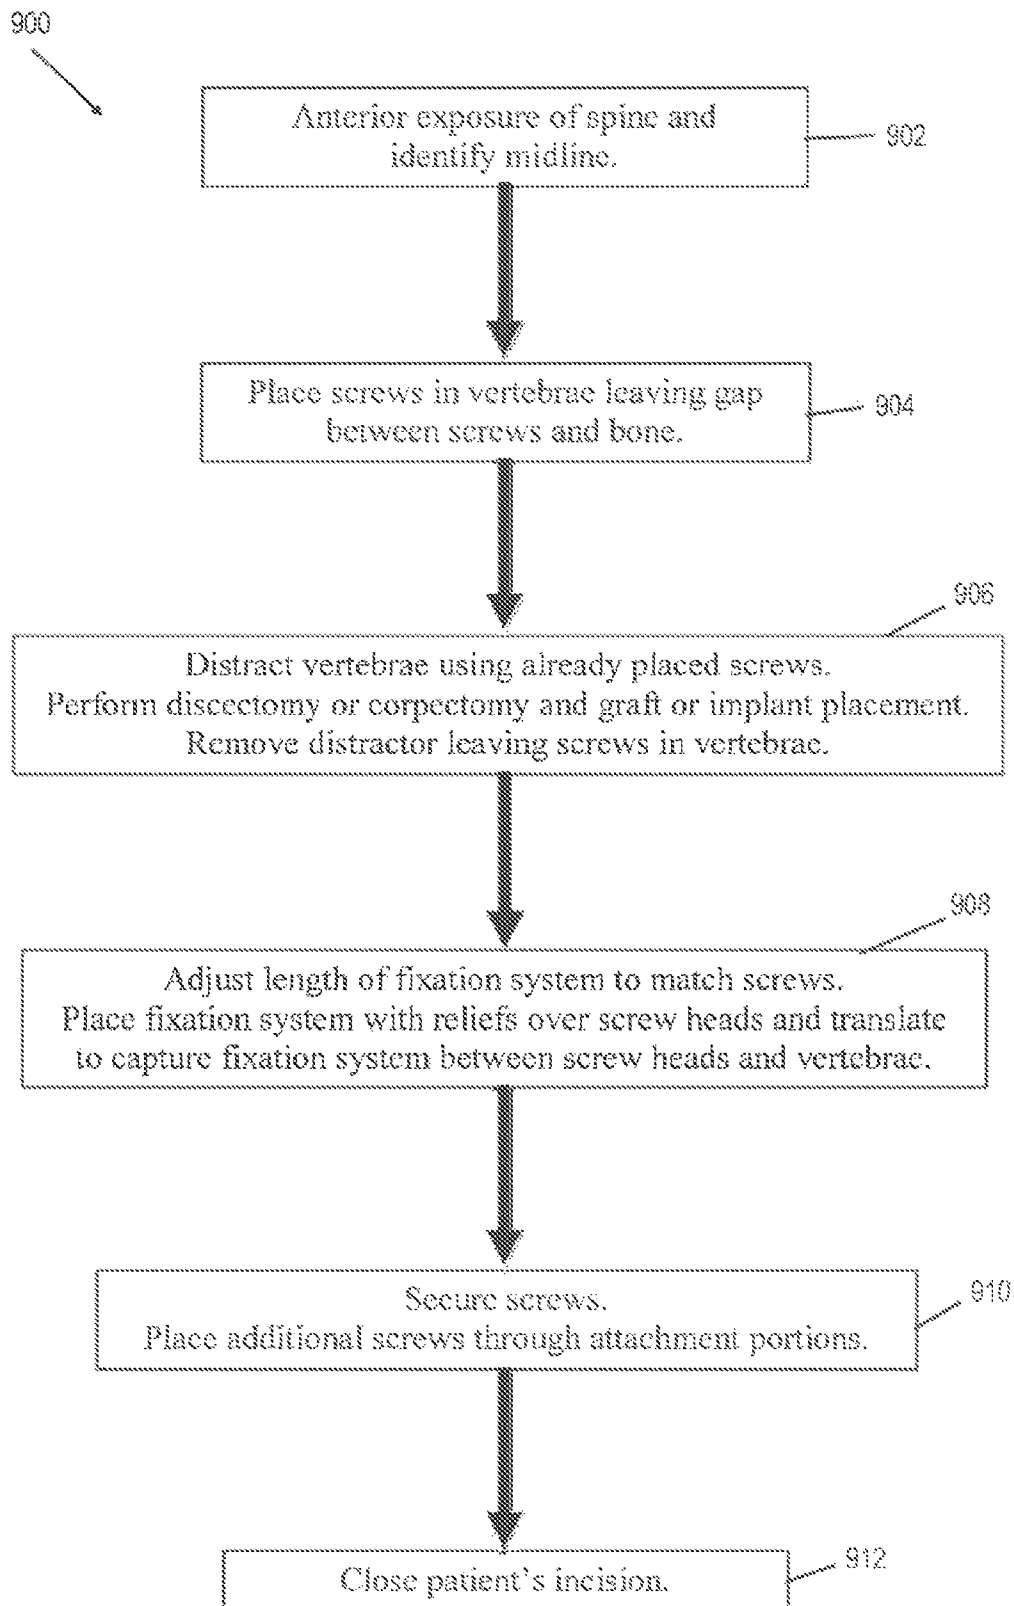 900
Anterior exposure of spine and
identify midline.
902
Place screws in vertebrae leaving gap
between screws and bone.
904
906
Distract vertebrae using already placed screws.
Perform discectomy or corpectomy and graft or implant placement.
Remove distractor leaving screws in vertebrae.
908
Adjust length of fixation system to match screws.
Place fixation system with reliefs over screw heads and translate
to capture fixation system between screw heads and vertebrae.
Secure screws.
910
Place additional screws through attachment portions.
912
Close patient's incision.